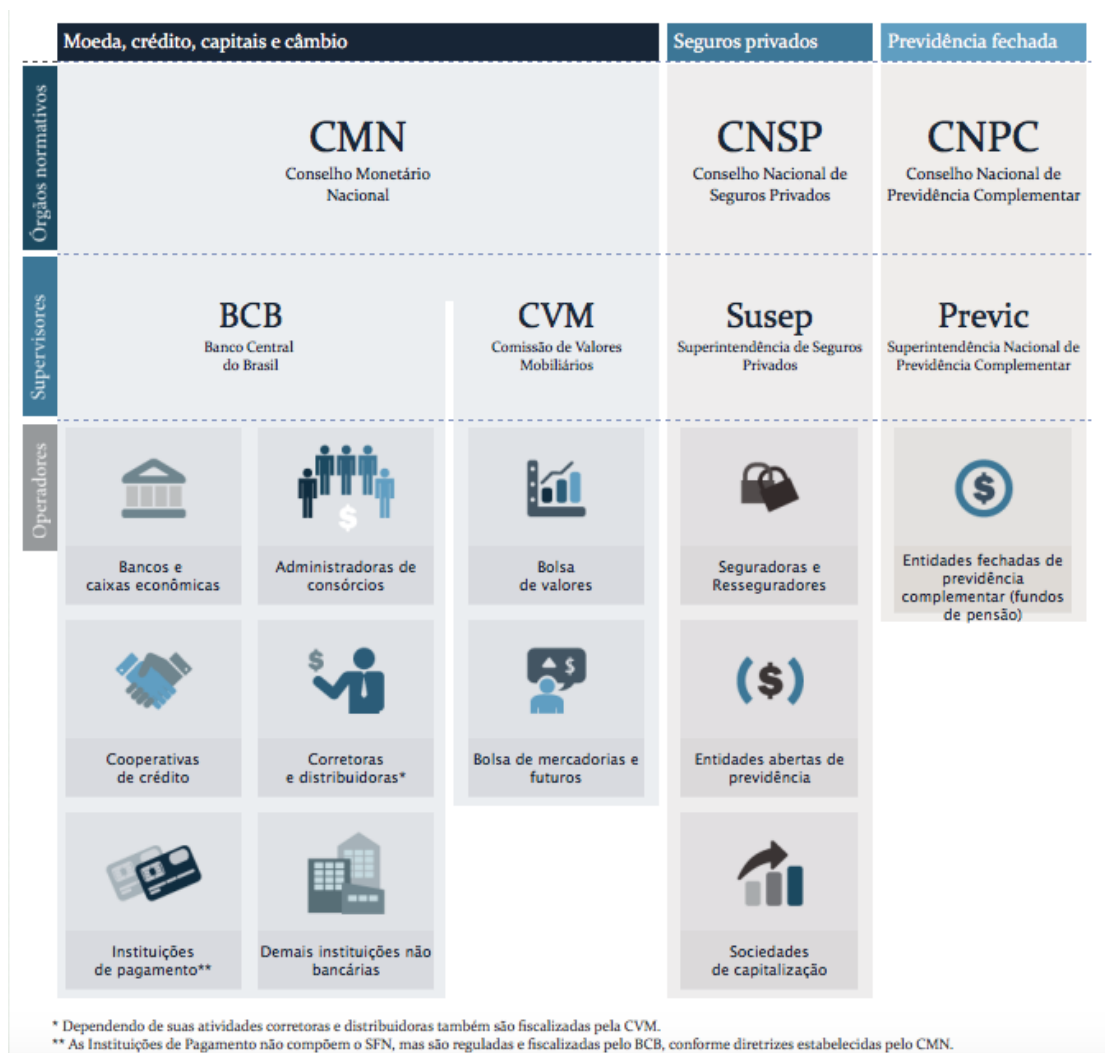 Moeda, crédito, capitais e câmbio
Seguros privados
Previdência fechada
Órgãos normativos
CMN
Conselho Monetário
Nacional
CNSP
Conselho Nacional de
Seguros Privados
CNPC
Conselho Nacional de
Previdência Complementar
Supervisores
BCB
Banco Central
do Brasil
CVM
Comissão de Valores
Mobiliários
Susep
Superintendência de Seguros
Privados
Previc
Superintendência Nacional de
Previdência Complementar
Operadores
Bancos e
caixas econômicas
$
Administradoras de
consórcios
Bolsa
de valores
Seguradoras e
Resseguradores
$
Entidades fechadas de
previdência
complementar (fundos
de pensão)
Cooperativas
de crédito
$
Corretoras
e distribuidoras*
$
Bolsa de mercadorias e
futuros
($)
Entidades abertas de
previdência
Instituições
de pagamento**
Demais instituições não
bancárias
Sociedades
de capitalização
* Dependendo de suas atividades corretoras e distribuidoras também são fiscalizadas pela CVM.
** As Instituições de Pagamento não compõem o SFN, mas são reguladas e fiscalizadas pelo BCB, conforme diretrizes estabelecidas pelo CMN.